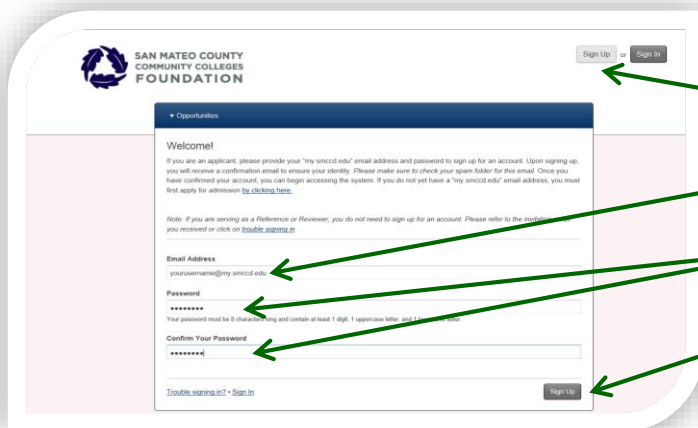 SAN MATEO COUNTY
COMMUNITY COLLEGES
FOUNDATION
Sign Up or Sign In
Opportunities
Welcome!
If you are an applicant, please provide your "my.smccd.edu" email address and password to sign up for an account. Upon signing up,
you will receive a confirmation email to ensure your identity. Please make sure to check your spam folder for this email. Once you
have confirmed your account, you can begin accessing the system. If you do not yet have a "my.smccd.edu" email address, you must
first apply for admission by clicking here.
Note: If you are serving as a Reference or Reviewer, you do not need to sign up for an account. Please refer to the
you received or click on trouble signing in.
Email Address
yourusername@my.smccd.edu
Password
Your password must be 8 characters long and contain at least 1 digit, 1 uppercase letter, and 1 letter
Confirm Your Password
Trouble signing in? • Sign In
Sign Up